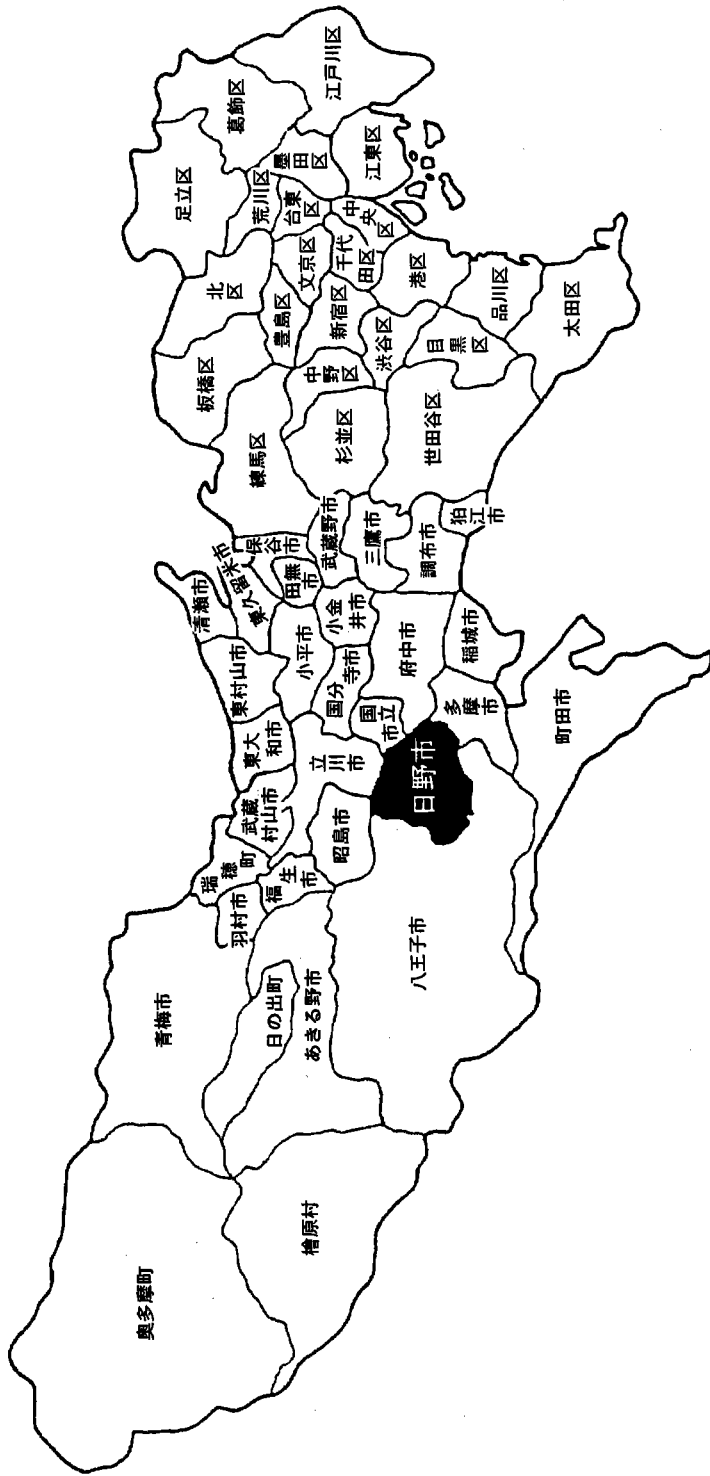 奥多摩町
檜原村
青梅市
日の出町
あきる野市
八王子市
羽村市
瑞穂
町
福生
市
武蔵
村山市
昭島市
東大
和市
立川
市
日野市
東村山市
小平市
国分
寺市
国立
市
府中市
多摩
市
稲城市
町田市
清瀬市
東久留米市
田無
市
保谷
市
小金
井市
武蔵野市
三鷹市
調布市
狛江
市
練馬区
杉並区
世田谷区
板橋区
中野
区
豊島区
新宿区
渋谷区
目黒
区
北
区
文京区
千代
田区
港区
品川区
太田区
足立区
荒川区
台東
区
中央
区
葛飾区
墨田
区
江東区
江戸川区